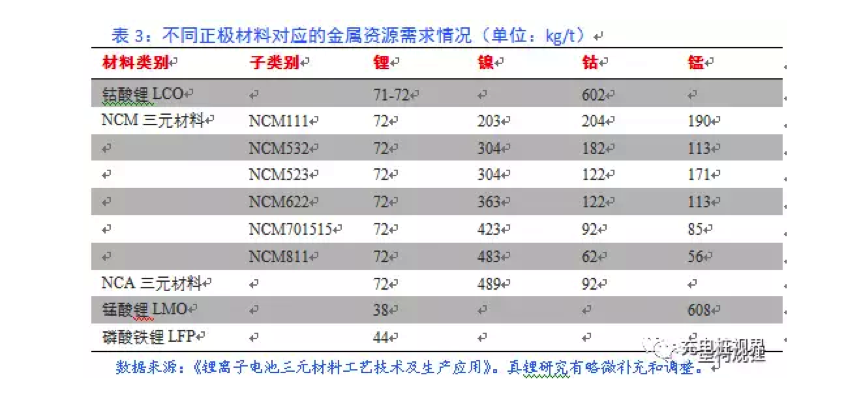 表 3：不同正极材料对应的金属资源需求情况（单位：kg/t）
材料类别 子类别 锂 镍 钴 锰
钴酸锂 LCO 71-72 602
NCM 三元材料 NCM111 72 203 204 190
NCM532 72 304 182 113
NCM523 72 304 122 171
NCM622 72 363 122 113
NCM701515 72 423 92 85
NCM811 72 483 62 56
NCA 三元材料 72 489 92
锰酸锂 LMO 38 608
磷酸铁锂 LFP 44
充电桩视界
数据来源：《锂离子电池三元材料工艺技术及生产应用》。真锂研究有略微补充和调整。